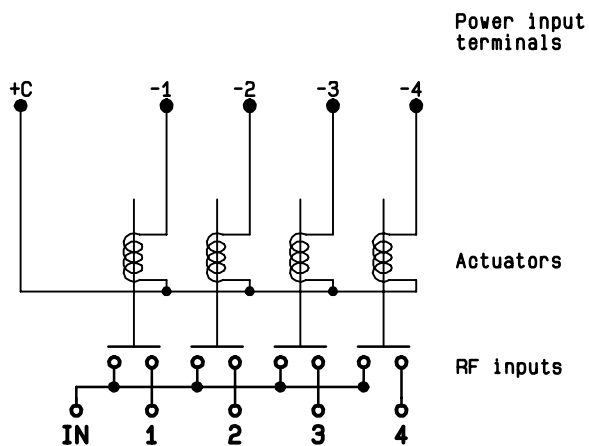 Power input
terminals
+C -1 -2 -3 -4
Actuators
RF inputs
IN 1 2 3 4